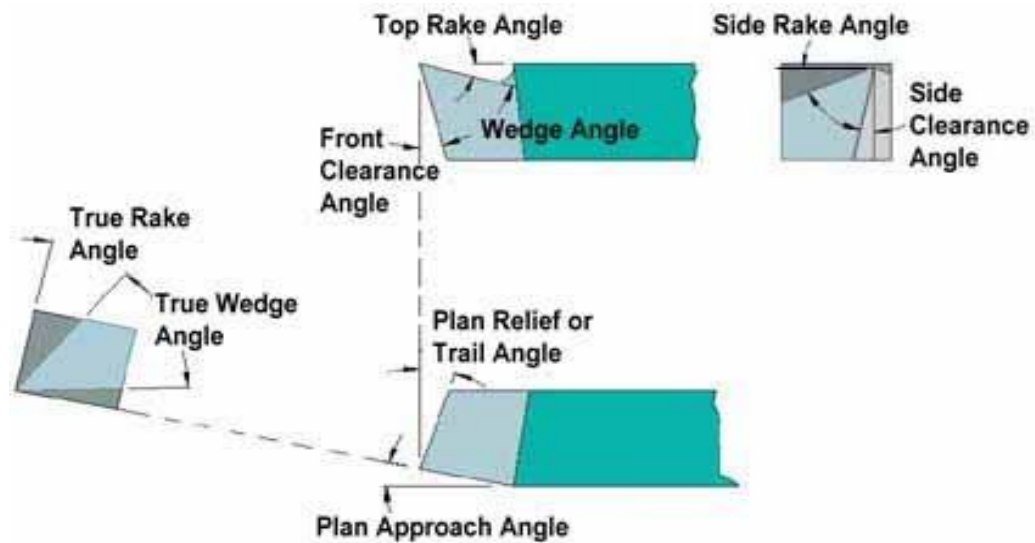 Top Rake Angle
Side Rake Angle
Wedge Angle
Side
Clearance
Angle
Front
Clearance
Angle
True Rake
Angle
True Wedge
Angle
Plan Relief or
Trail Angle
Plan Approach Angle